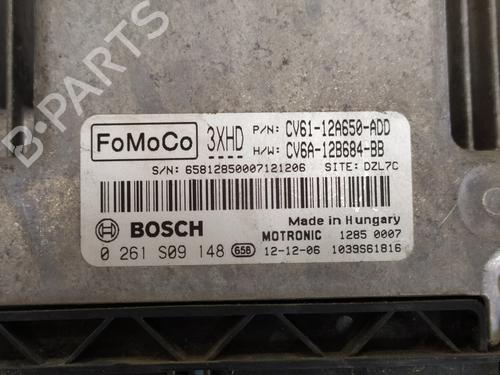 B-PARTS
FoMoCo 3XHD P/N: CV61-12A650-ADD
H/W: CV6A-12B684-BB
S/N: 65812850007121206 SITE: DZL7C
BOSCH Made in Hungary
MOTRONIC 1285 0007
0 261 S09 148 658 12-12-06 1039S61816